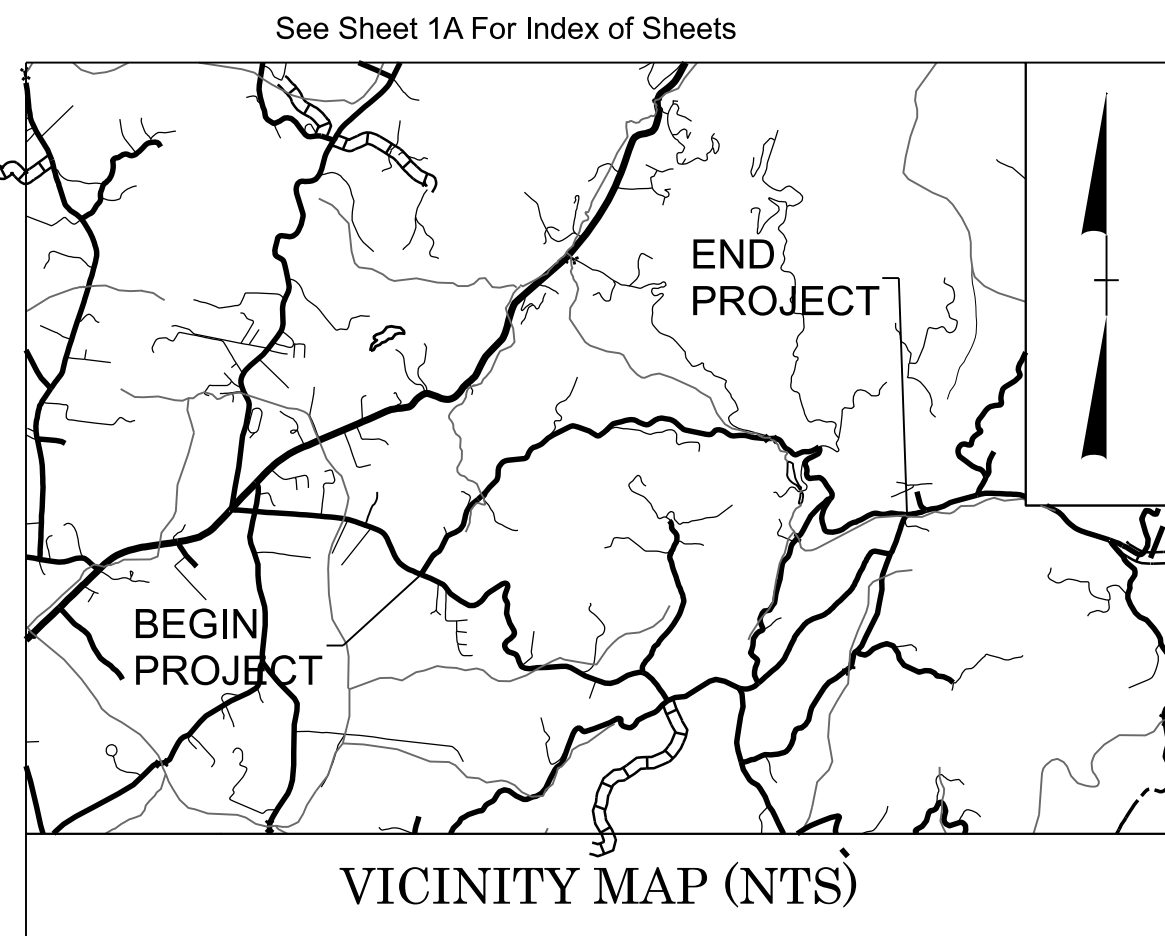 See Sheet 1A For Index of Sheets
END
PROJECT
BEGIN
PROJECT
VICINITY MAP (NTS)